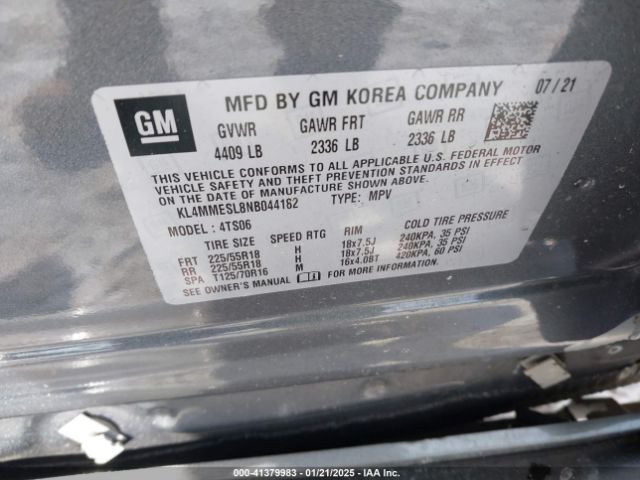 GM
MFD BY GM KOREA COMPANY 07 / 21
GVWR GAWR FRT GAWR RR
4409 LB 2336 LB 2336 LB
THIS VEHICLE CONFORMS TO ALL APPLICABLE U.S. FEDERAL MOTOR
VEHICLE SAFETY AND THEFT PREVENTION STANDARDS IN EFFECT
ON THE DATE OF MANUFACTURE SHOWN ABOVE.
KL4MMESL8NB044182 TYPE: MPV
MODEL : 4TS06
TIRE SIZE SPEED RTG RIM COLD TIRE PRESSURE
FRT 225/55R18 H 18x7.5J 240KPA, 35 PSI
RR 225/55R18 H 18x7.5J 240KPA, 35 PSI
SPA T125/70R16 M 16x4.0BT 420KPA, 60 PSI
SEE OWNER'S MANUAL FOR MORE INFORMATION.
000-41379983 - 01/21/2025 - IAA Inc.